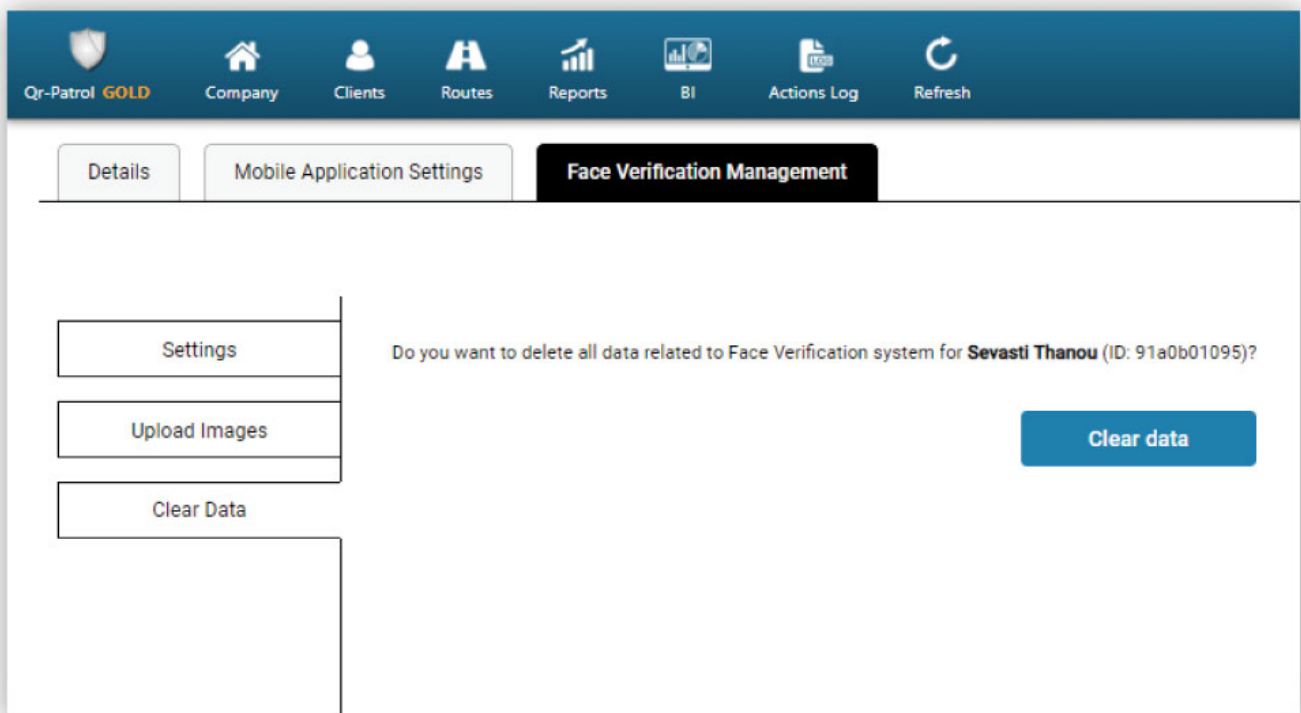 Qr-Patrol GOLD Company Clients Routes Reports BI Actions Log Refresh
LOG
Details Mobile Application Settings Face Verification Management
Settings
Do you want to delete all data related to Face Verification system for Sevasti Thanou (ID: 91a0b01095)?
Upload Images
Clear data
Clear Data